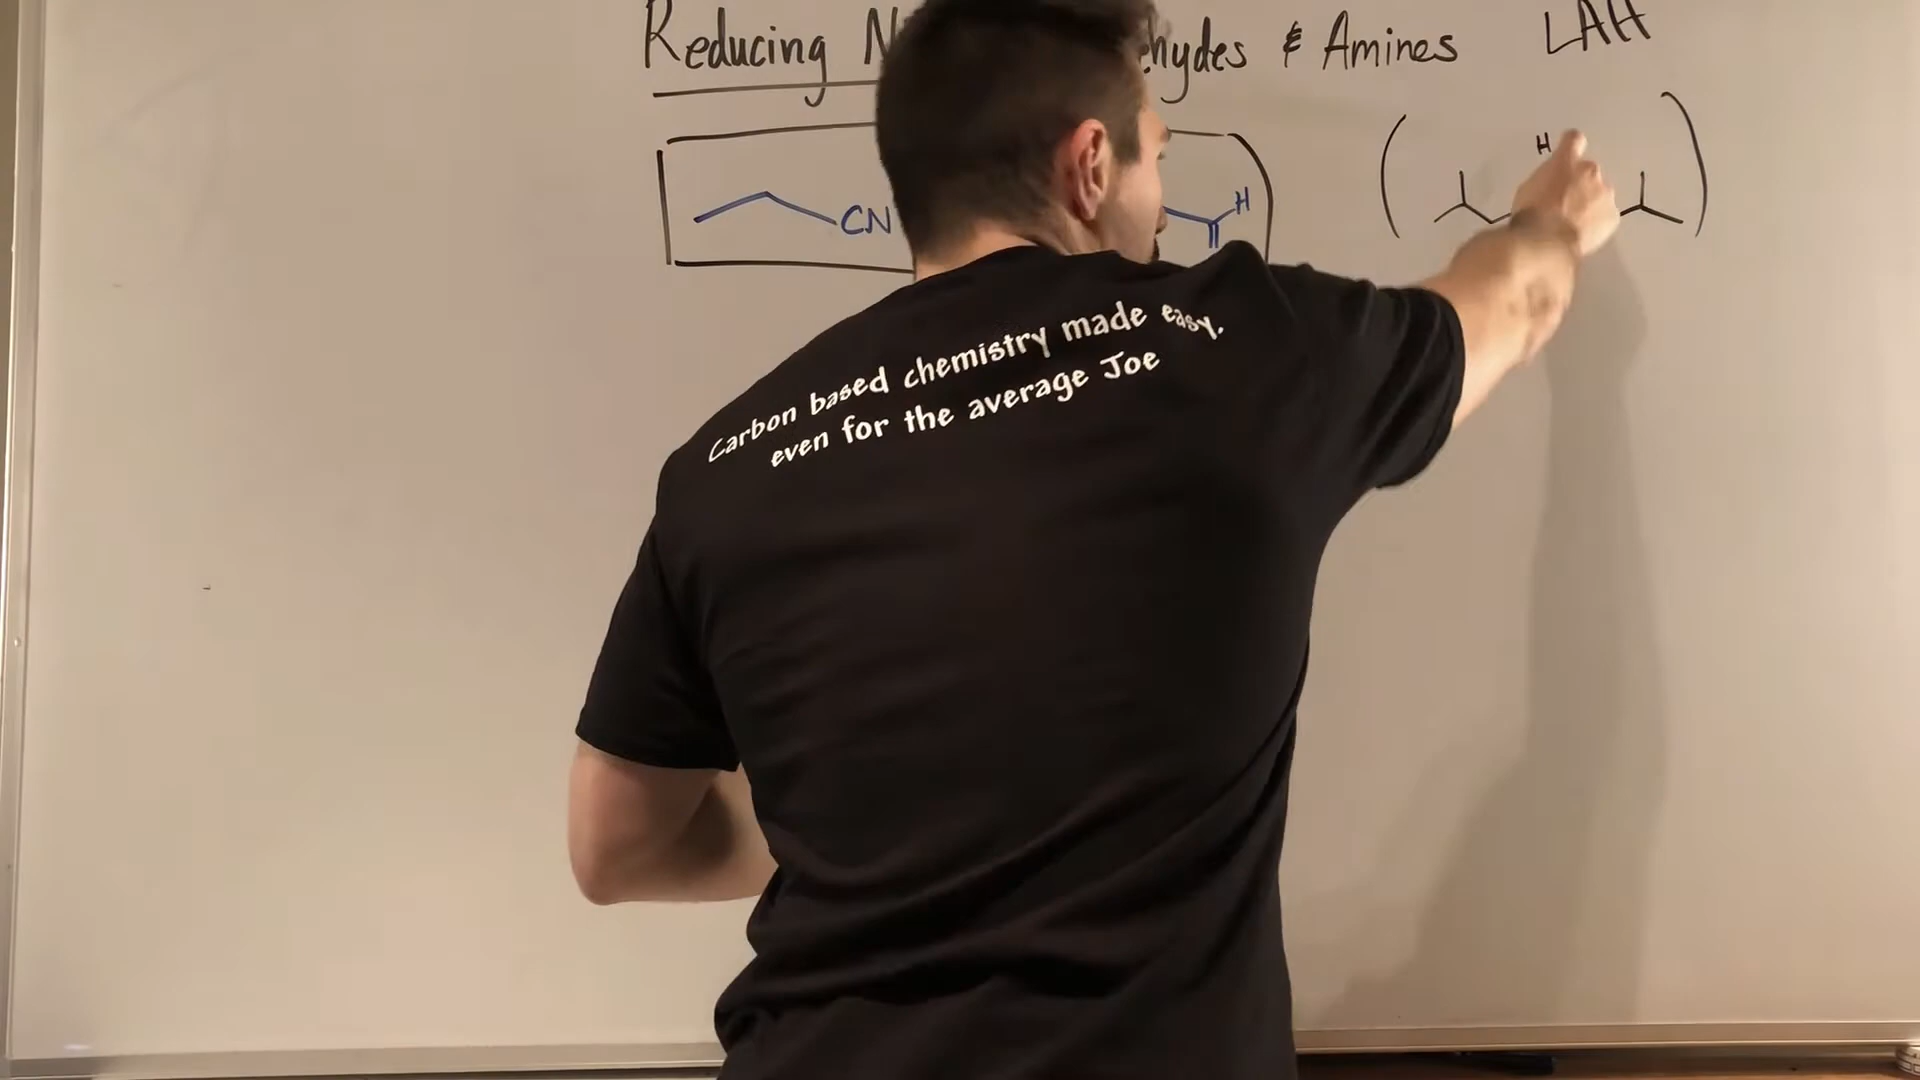 Reducing N hydes & Amines LAH
H
CN H
Carbon based chemistry made easy.
even for the average Joe